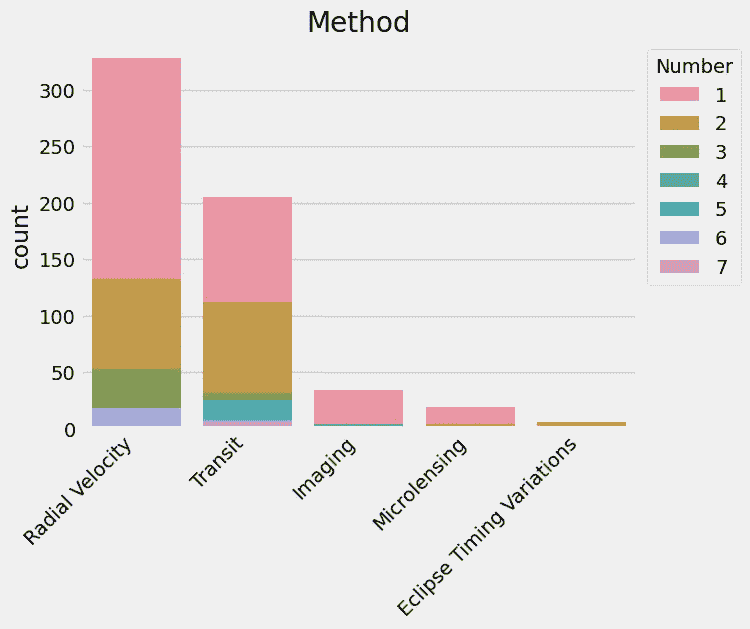 Method
300
250
200
150
100
50
0
count
Radial Velocity
Transit
Imaging
Microlensing
Eclipse Timing Variations
Number
1
2
3
4
5
6
7